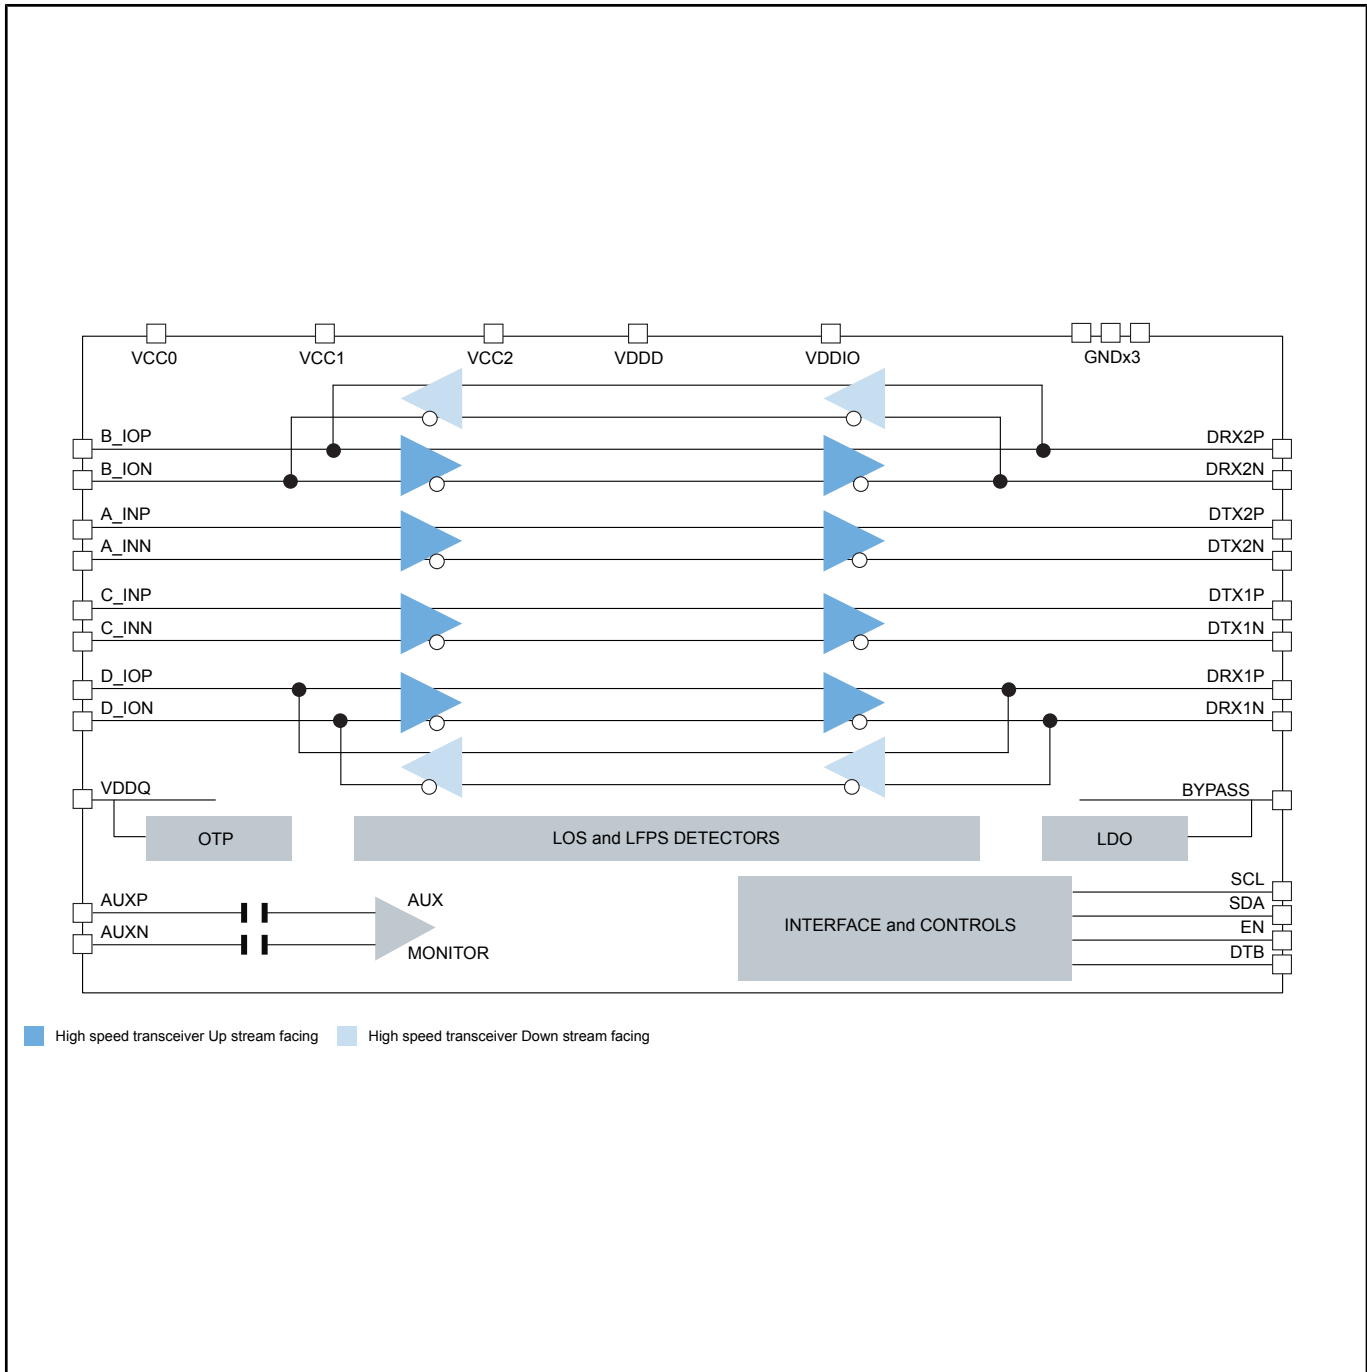 VCC0 VCC1 VCC2 VDDD VDDIO GNDx3
B_IOP DRX2P
B_ION DRX2N
A_INP DTX2P
A_INN DTX2N
C_INP DTX1P
C_INN DTX1N
D_IOP DRX1P
D_ION DRX1N
VDDQ BYPASS
OTP LOS and LFPS DETECTORS LDO
SCL
AUXP AUX SDA
INTERFACE and CONTROLS EN
AUXN MONITOR DTB
High speed transceiver Up stream facing High speed transceiver Down stream facing